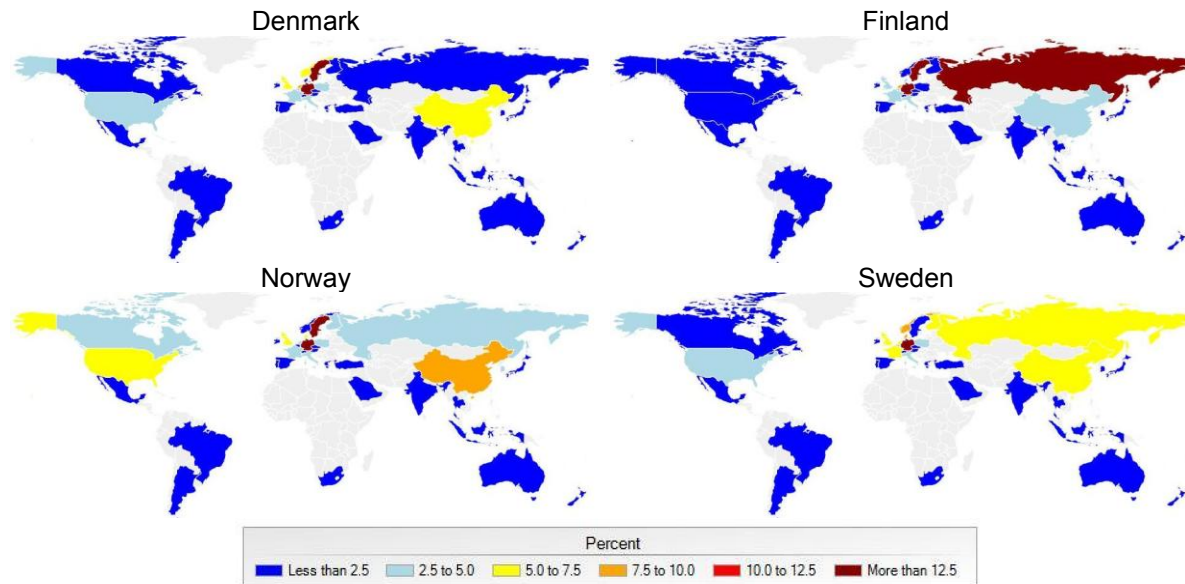 Denmark
Finland
Norway
Sweden
Percent
Less than 2.5
2.5 to 5.0
5.0 to 7.5
7.5 to 10.0
10.0 to 12.5
More than 12.5